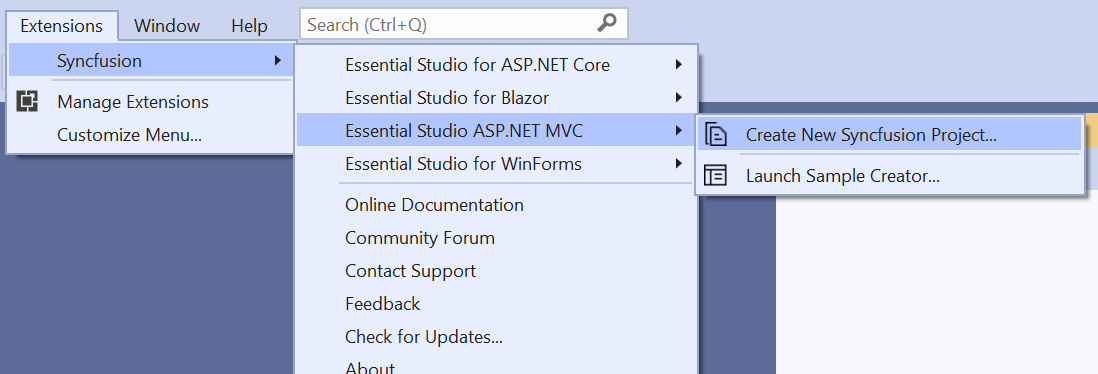 Extensions Window Help Search (Ctrl+Q)
Syncfusion
Manage Extensions
Customize Menu...
Essential Studio for ASP.NET Core
Essential Studio for Blazor
Essential Studio ASP.NET MVC
Essential Studio for WinForms
Online Documentation
Community Forum
Contact Support
Feedback
Check for Updates...
About
Create New Syncfusion Project...
Launch Sample Creator...